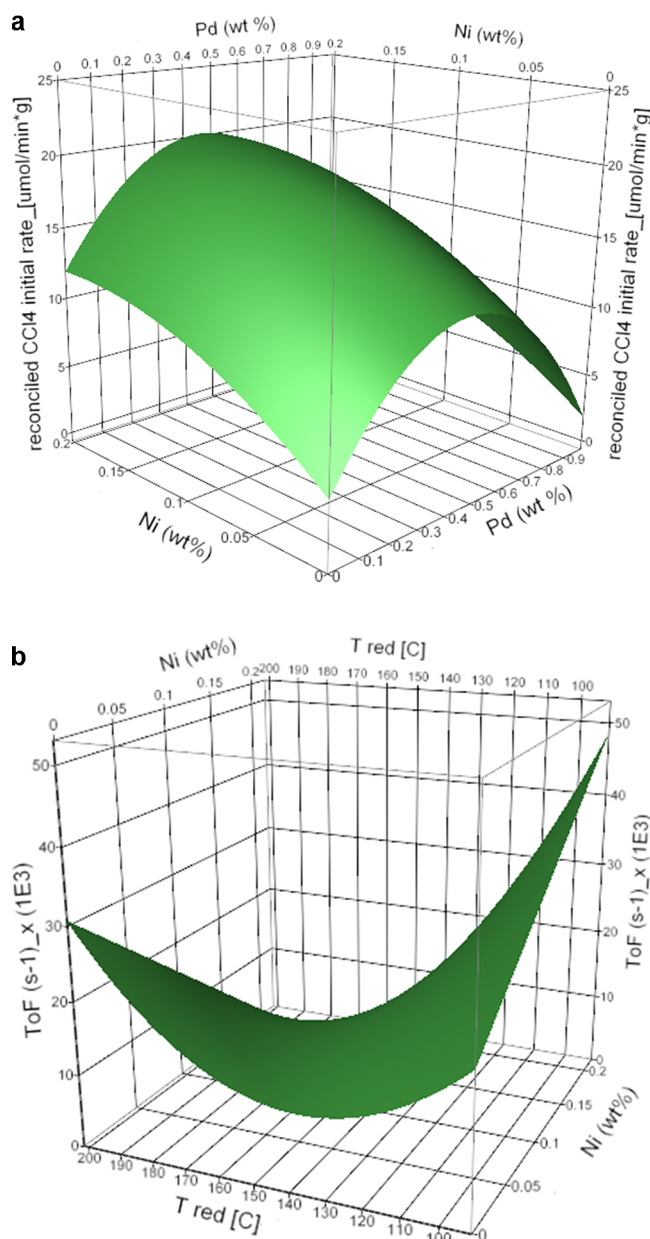 a
Pd (wt %)
Ni (wt%)
0 0.1 0.2 0.3 0.4 0.5 0.6 0.7 0.8 0.9 0.2 0.15 0.1 0.05 0
25 20 15 10 5 0
reconciled CCl4 initial rate_[umol/min*g]
25 20 15 10 5 0
reconciled CCl4 initial rate_[umol/min*g]
0.2 0.15 0.1 0.05 0
Ni (wt%)
0 0.1 0.2 0.3 0.4 0.5 0.6 0.7 0.8 0.9
Pd (wt %)
b
Ni (wt%)
T red [C]
0 0.05 0.1 0.15 0.2 200 190 180 170 160 150 140 130 120 110 100
50 40 30 20 10 0
ToF (s-1)_x (1E3)
50 40 30 20 10 0
ToF (s-1)_x (1E3)
200 190 180 170 160 150 140 130 120 110 100
T red [C]
0.2 0.15 0.1 0.05 0
Ni (wt%)